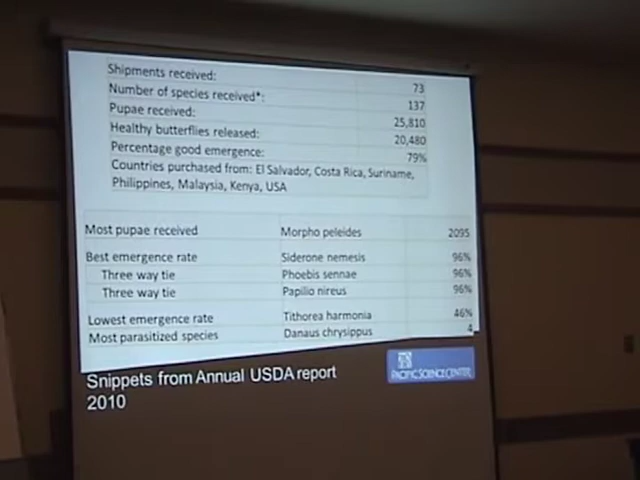 Shipments received: 73
Number of species received*: 137
Pupae received: 25,810
Healthy butterflies released: 20,480
Percentage good emergence: 79%
Countries purchased from: El Salvador, Costa Rica, Suriname,
Philippines, Malaysia, Kenya, USA
Most pupae received Morpho peleides 2095
Best emergence rate Siderone nemesis 96%
Three way tie Phoebis sennae 96%
Three way tie Papilio nireus 96%
Lowest emergence rate Tithorea harmonia 46%
Most parasitized species Danaus chrysippus 4
Snippets from Annual USDA report
2010
PACIFIC SCIENCE CENTER